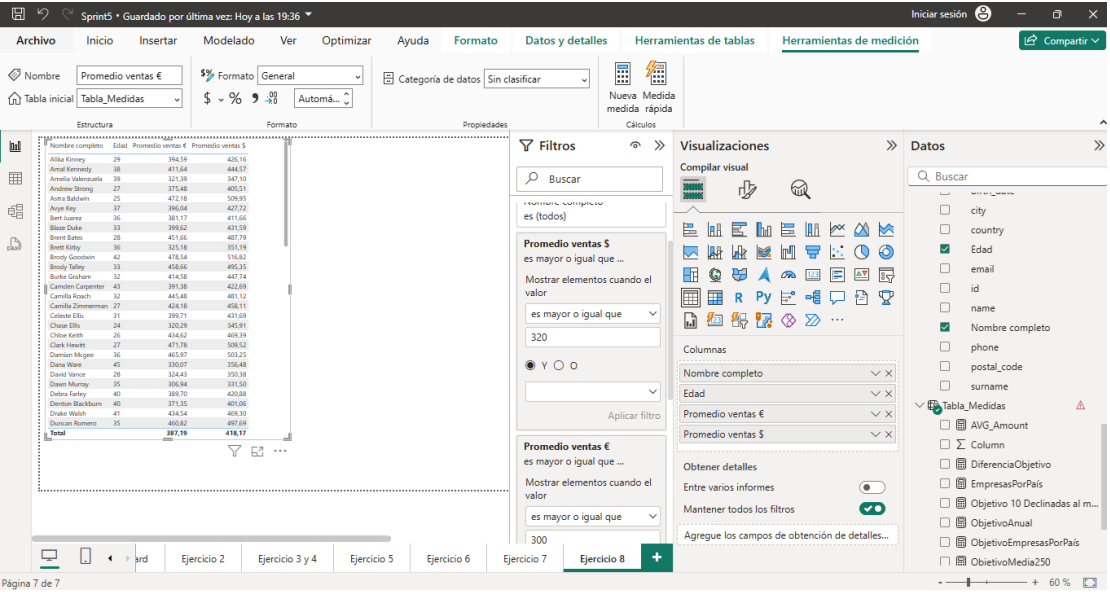 Sprint5 • Guardado por última vez: Hoy a las 19:36
Iniciar sesión
Archivo Inicio Insertar Modelado Ver Optimizar Ayuda Formato Datos y detalles Herramientas de tablas Herramientas de medición Compartir
Nombre Promedio ventas €
Tabla inicial Tabla_Medidas
Estructura
$% Formato General
$ % 9 .00 Automá...
Formato
Categoría de datos Sin clasificar
Propiedades
Nueva medida Medida rápida
Cálculos
Nombre completo Edad Promedio ventas € Promedio ventas $
Alika Kinney 29 394,59 426,16
Amal Kennedy 38 411,64 444,57
Amelia Valenzuela 39 321,39 347,10
Andrew Strong 27 375,48 405,51
Astra Baldwin 25 472,18 509,95
Avye Key 37 396,04 427,72
Bert Juarez 36 381,17 411,66
Blaze Duke 33 399,62 431,59
Brent Bates 28 451,66 487,79
Brett Kirby 36 325,18 351,19
Brody Goodwin 42 478,54 516,82
Brody Talley 33 458,66 495,35
Burke Graham 32 414,58 447,74
Camden Carpenter 43 391,38 422,69
Camilla Roach 32 445,48 481,12
Camilla Zimmerman 27 424,18 458,11
Celeste Ellis 31 399,71 431,69
Chase Ellis 24 320,29 345,91
Chloe Keith 26 434,62 469,39
Clark Hewitt 27 471,78 509,52
Damian Mcgee 36 465,97 503,25
Dana Ware 45 330,07 356,48
David Vance 28 324,43 350,38
Dawn Murray 35 306,94 331,50
Debra Farley 40 389,70 420,88
Denton Blackburn 40 371,35 401,06
Drake Walsh 41 434,54 469,30
Duncan Romero 35 460,82 497,69
Total 387,19 418,17
Filtros
Buscar
Nombre completo
es (todos)
Promedio ventas $
es mayor o igual que ...
Mostrar elementos cuando el
valor
es mayor o igual que
320
Y O
Aplicar filtro
Promedio ventas €
es mayor o igual que ...
Mostrar elementos cuando el
valor
es mayor o igual que
300
Visualizaciones
Compilar visual
123
R Py
...
Columnas
Nombre completo
Edad
Promedio ventas €
Promedio ventas $
Obtener detalles
Entre varios informes
Mantener todos los filtros
Agregue los campos de obtención de detalles...
Datos
Buscar
birth_date
city
country
Edad
email
id
name
Nombre completo
phone
postal_code
surname
Tabla_Medidas
AVG_Amount
Σ Column
DiferenciaObjetivo
EmpresasPorPaís
Objetivo 10 Declinadas al m...
ObjetivoAnual
ObjetivoEmpresasPorPaís
ObjetivoMedia250
DAX
ard Ejercicio 2 Ejercicio 3 y 4 Ejercicio 5 Ejercicio 6 Ejercicio 7 Ejercicio 8 +
Página 7 de 7
- + 60 %